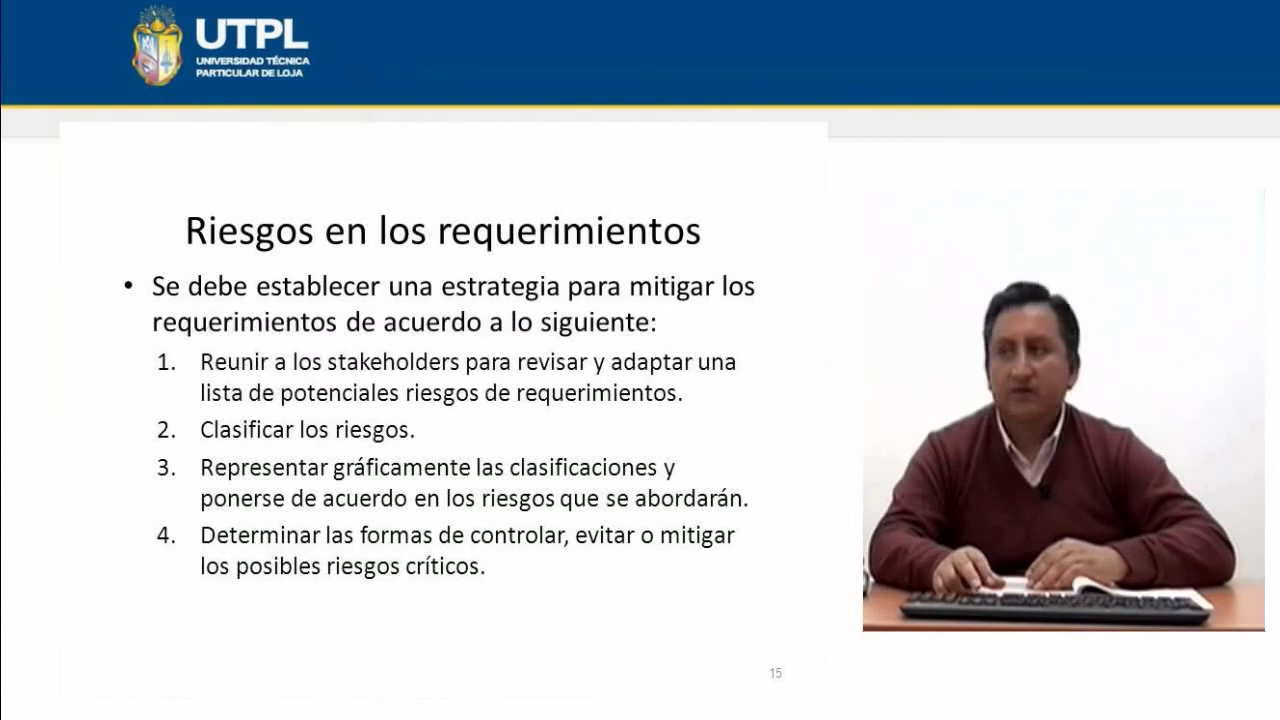 UTPL
UNIVERSIDAD TÉCNICA
PARTICULAR DE LOJA
Riesgos en los requerimientos
• Se debe establecer una estrategia para mitigar los
requerimientos de acuerdo a lo siguiente:
1. Reunir a los stakeholders para revisar y adaptar una
lista de potenciales riesgos de requerimientos.
2. Clasificar los riesgos.
3. Representar gráficamente las clasificaciones y
ponerse de acuerdo en los riesgos que se abordarán.
4. Determinar las formas de controlar, evitar o mitigar
los posibles riesgos críticos.
15